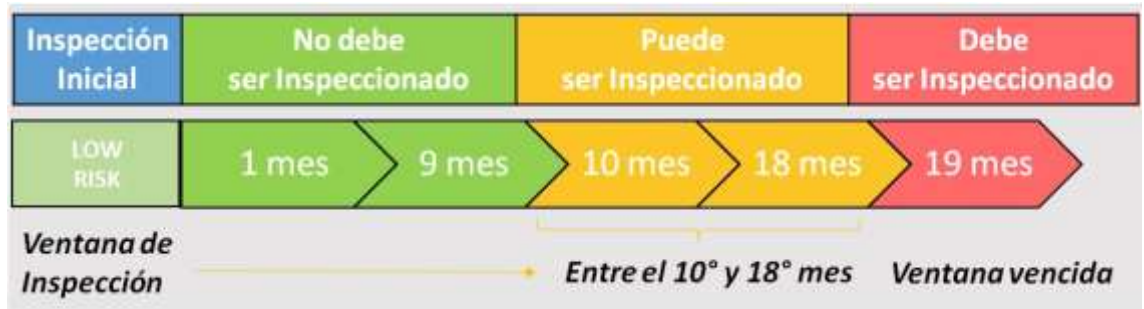 Inspección
Inicial
No debe
ser Inspeccionado
Puede
ser Inspeccionado
Debe
ser Inspeccionado
LOW
RISK
1 mes
9 mes
10 mes
18 mes
19 mes
Ventana de
Inspección
Entre el 10° y 18° mes
Ventana vencida